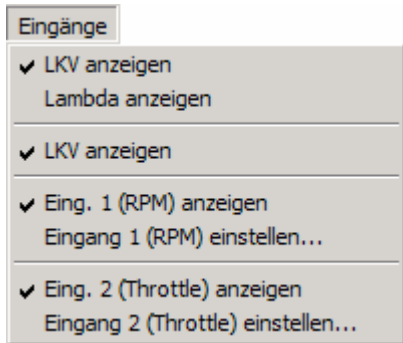 Eingänge
LKV anzeigen
Lambda anzeigen
LKV anzeigen
Eing. 1 (RPM) anzeigen
Eingang 1 (RPM) einstellen...
Eing. 2 (Throttle) anzeigen
Eingang 2 (Throttle) einstellen...